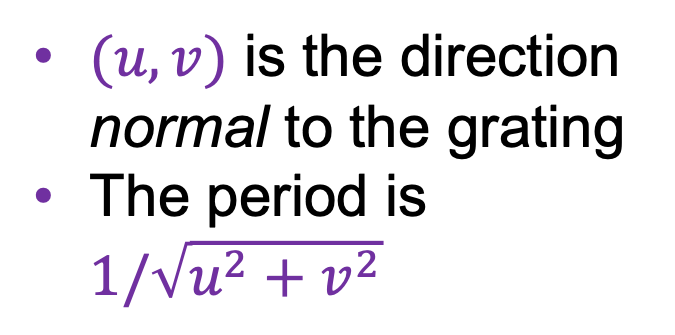 • (u, v) is the direction
normal to the grating
• The period is
1/√u² + v²